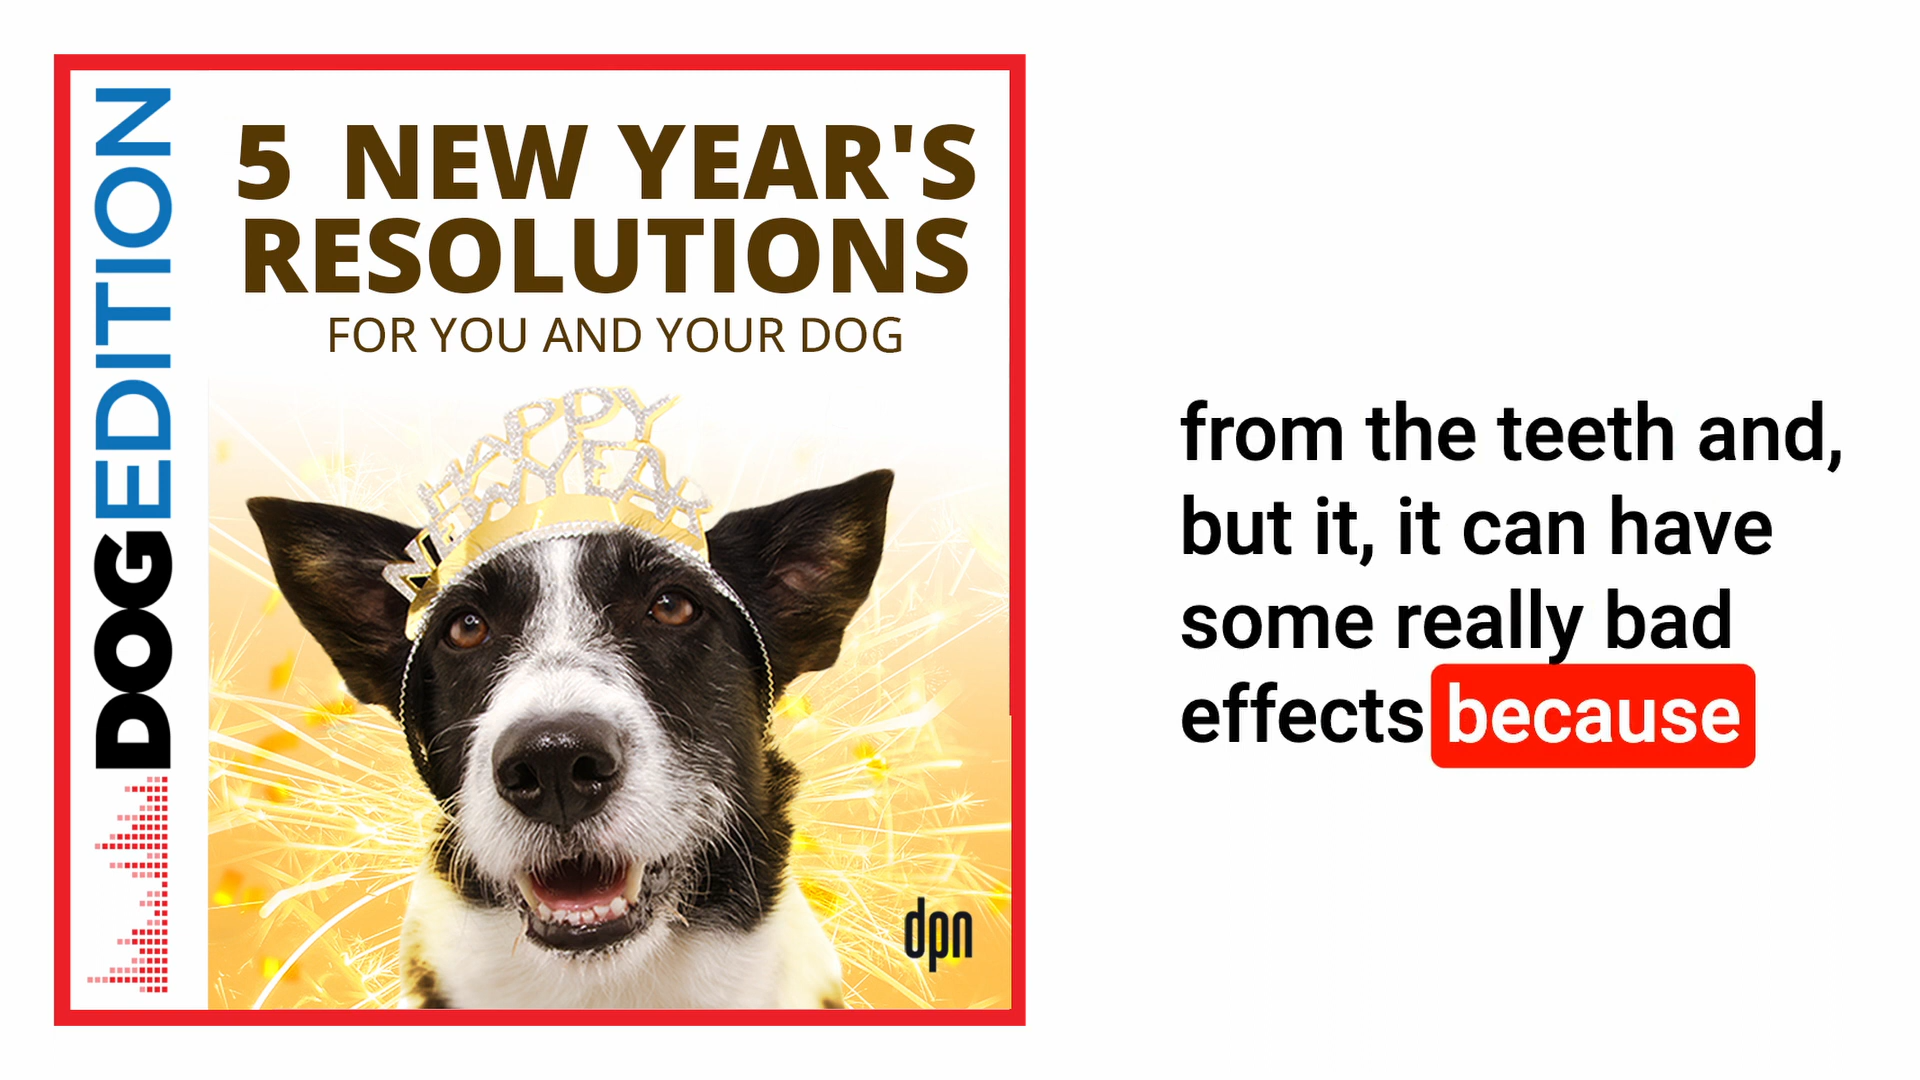 DOGEDITION
5 NEW YEAR'S
RESOLUTIONS
FOR YOU AND YOUR DOG
HAPPY
NEW YEAR
dpn
from the teeth and,
but it, it can have
some really bad
effects because